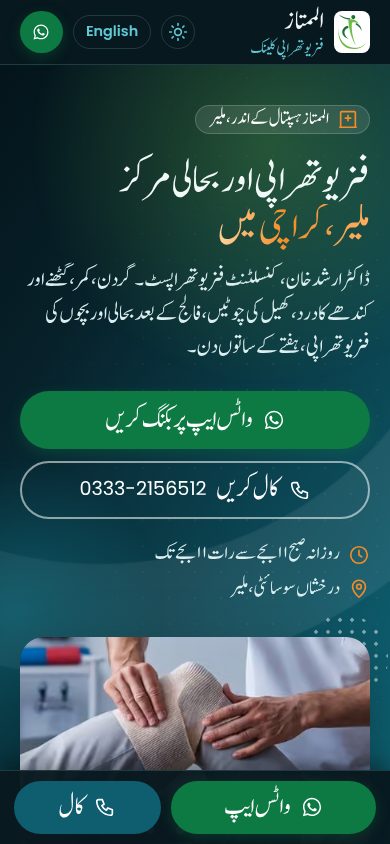 الممتاز
فزیوتھراپی کلینک
English
الممتاز ہسپتال کے اندر، ملیر
فزیوتھراپی اور بحالی مرکز
ملیر، کراچی میں
ڈاکٹر ارشد خان، کنسلٹنٹ فزیوتھراپسٹ۔ گردن، کمر، گھٹنے اور
کندھے کا درد، کھیل کی چوٹیں، فالج کے بعد بحالی اور بچوں کی
فزیوتھراپی، ہفتے کے ساتوں دن۔
واٹس ایپ پر بکنگ کریں
کال کریں 0333-2156512
روزانہ صبح ۱۱ بجے سے رات ۱۱ بجے تک
درخشاں سوسائٹی، ملیر
واٹس ایپ
کال